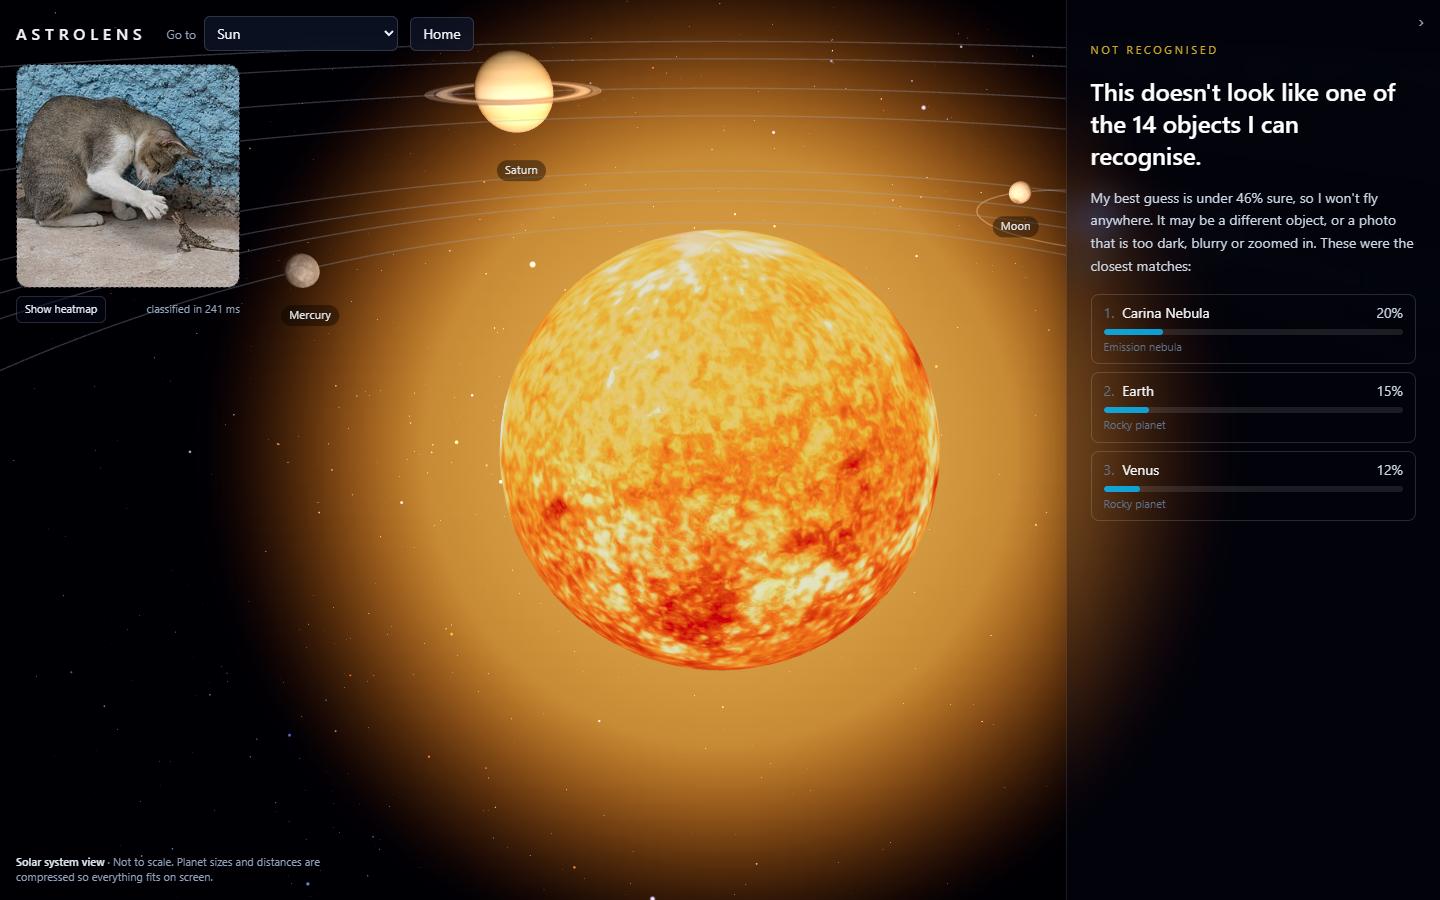 ASTROLENS
Go to
Sun
Home
Show heatmap
classified in 241 ms
Saturn
Mercury
Moon
Solar system view · Not to scale. Planet sizes and distances are
compressed so everything fits on screen.
›
NOT RECOGNISED
This doesn't look like one of
the 14 objects I can
recognise.
My best guess is under 46% sure, so I won't fly
anywhere. It may be a different object, or a photo
that is too dark, blurry or zoomed in. These were the
closest matches:
1. Carina Nebula 20%
Emission nebula
2. Earth 15%
Rocky planet
3. Venus 12%
Rocky planet